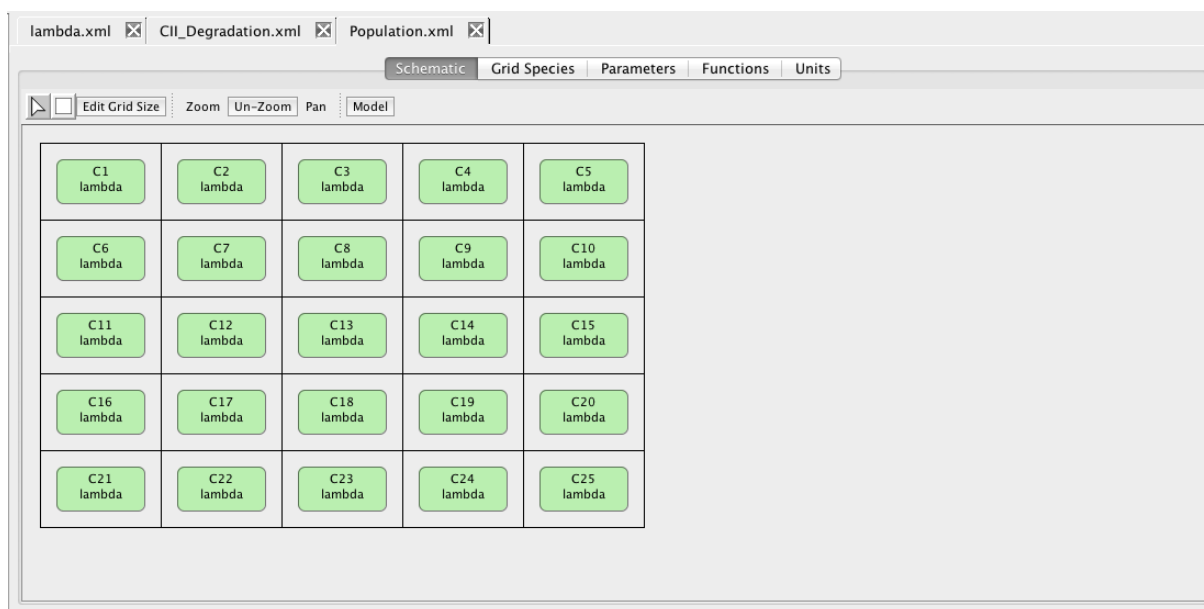 lambda.xml CII_Degradation.xml Population.xml
Schematic Grid Species Parameters Functions Units
Edit Grid Size Zoom Un-Zoom Pan Model
C1 C2 C3 C4 C5
lambda lambda lambda lambda lambda
C6 C7 C8 C9 C10
lambda lambda lambda lambda lambda
C11 C12 C13 C14 C15
lambda lambda lambda lambda lambda
C16 C17 C18 C19 C20
lambda lambda lambda lambda lambda
C21 C22 C23 C24 C25
lambda lambda lambda lambda lambda